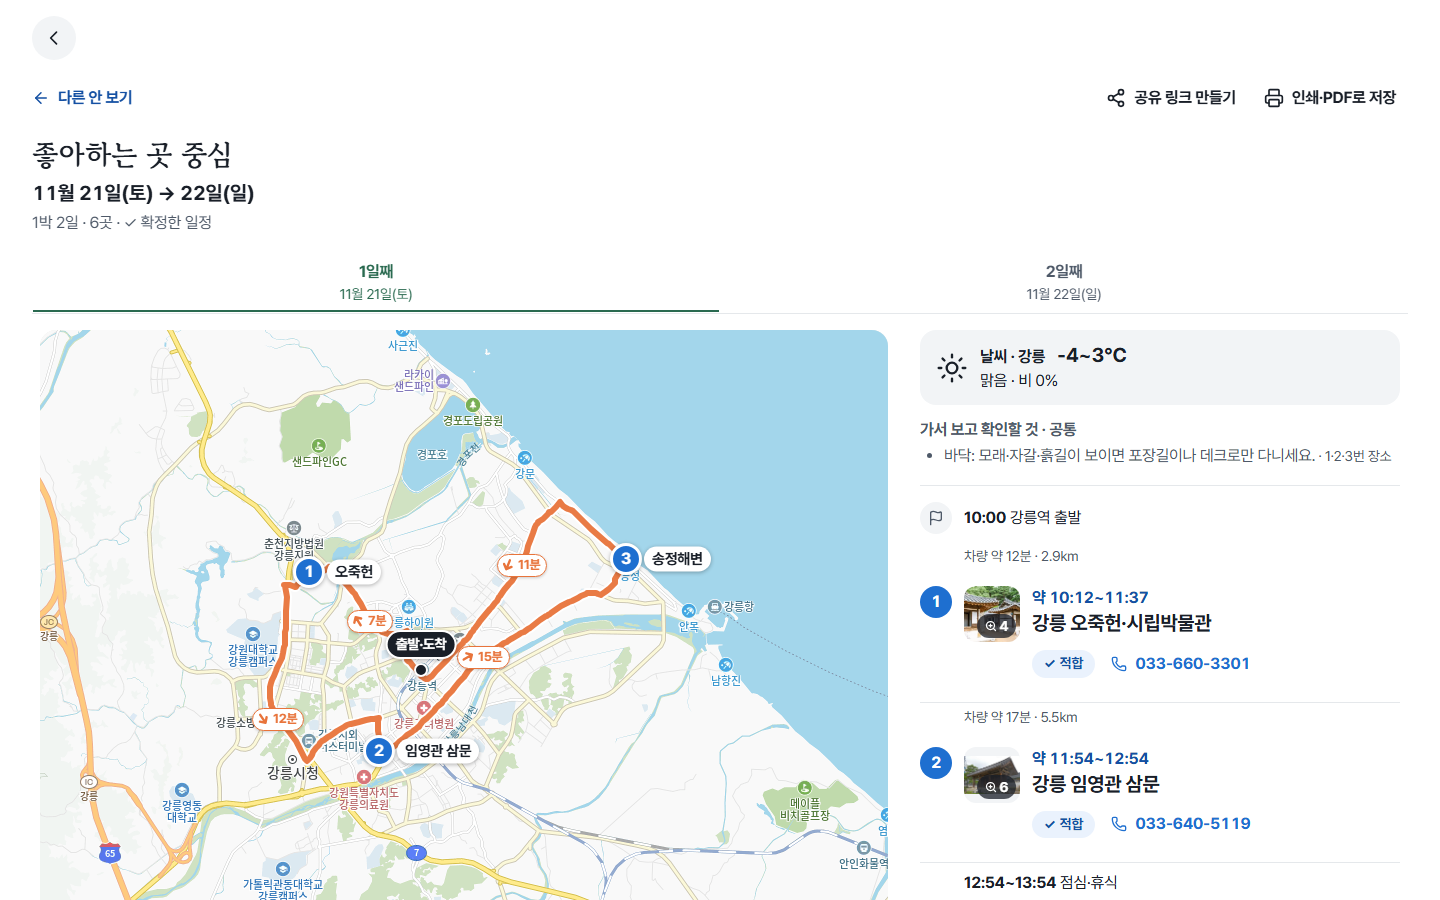 다른 안 보기
공유 링크 만들기
인쇄·PDF로 저장
좋아하는 곳 중심
11월 21일(토) → 22일(일)
1박 2일 · 6곳 · ✓ 확정한 일정
1일째
11월 21일(토)
2일째
11월 22일(일)
사근진
라카이
샌드파인
경포도립공원
샌드파인GC
경포호
경포천
강문
춘천지방법원
강릉지원
1
오죽헌
11분
3
송정해변
7분
출발·도착
15분
강릉역
안목
강릉항
남항진
강원대학교
강릉캠퍼스
12분
2
임영관 삼문
강릉시청
강원특별자치도
강릉의료원
JC
강릉
IC
강릉
강릉영동
대학교
65
7
가톨릭관동대학교
강릉캠퍼스
메이플
비치골프장
안인화물역
날씨 · 강릉 -4~3°C
맑음 · 비 0%
가서 보고 확인할 것 · 공통
• 바닥: 모래·자갈·흙길이 보이면 포장길이나 데크로만 다니세요. · 1·2·3번 장소
10:00 강릉역 출발
차량 약 12분 · 2.9km
1
4
약 10:12~11:37
강릉 오죽헌·시립박물관
✓ 적합
033-660-3301
차량 약 17분 · 5.5km
2
6
약 11:54~12:54
강릉 임영관 삼문
✓ 적합
033-640-5119
12:54~13:54 점심·휴식